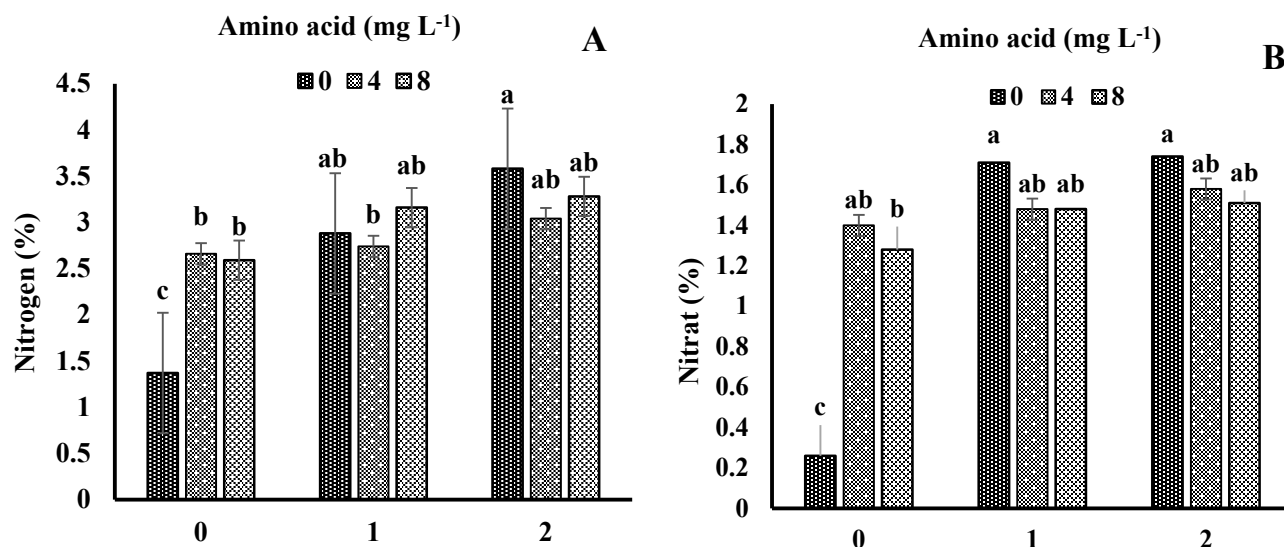 Amino acid (mg L⁻¹)
A
0 4 8
Nitrogen (%)
4.5
4
3.5
3
2.5
2
1.5
1
0.5
0
c
b
b
ab
b
ab
a
ab
ab
0 1 2
Amino acid (mg L⁻¹)
B
0 4 8
Nitrat (%)
2
1.8
1.6
1.4
1.2
1
0.8
0.6
0.4
0.2
0
c
ab
b
a
ab
ab
a
ab
ab
0 1 2